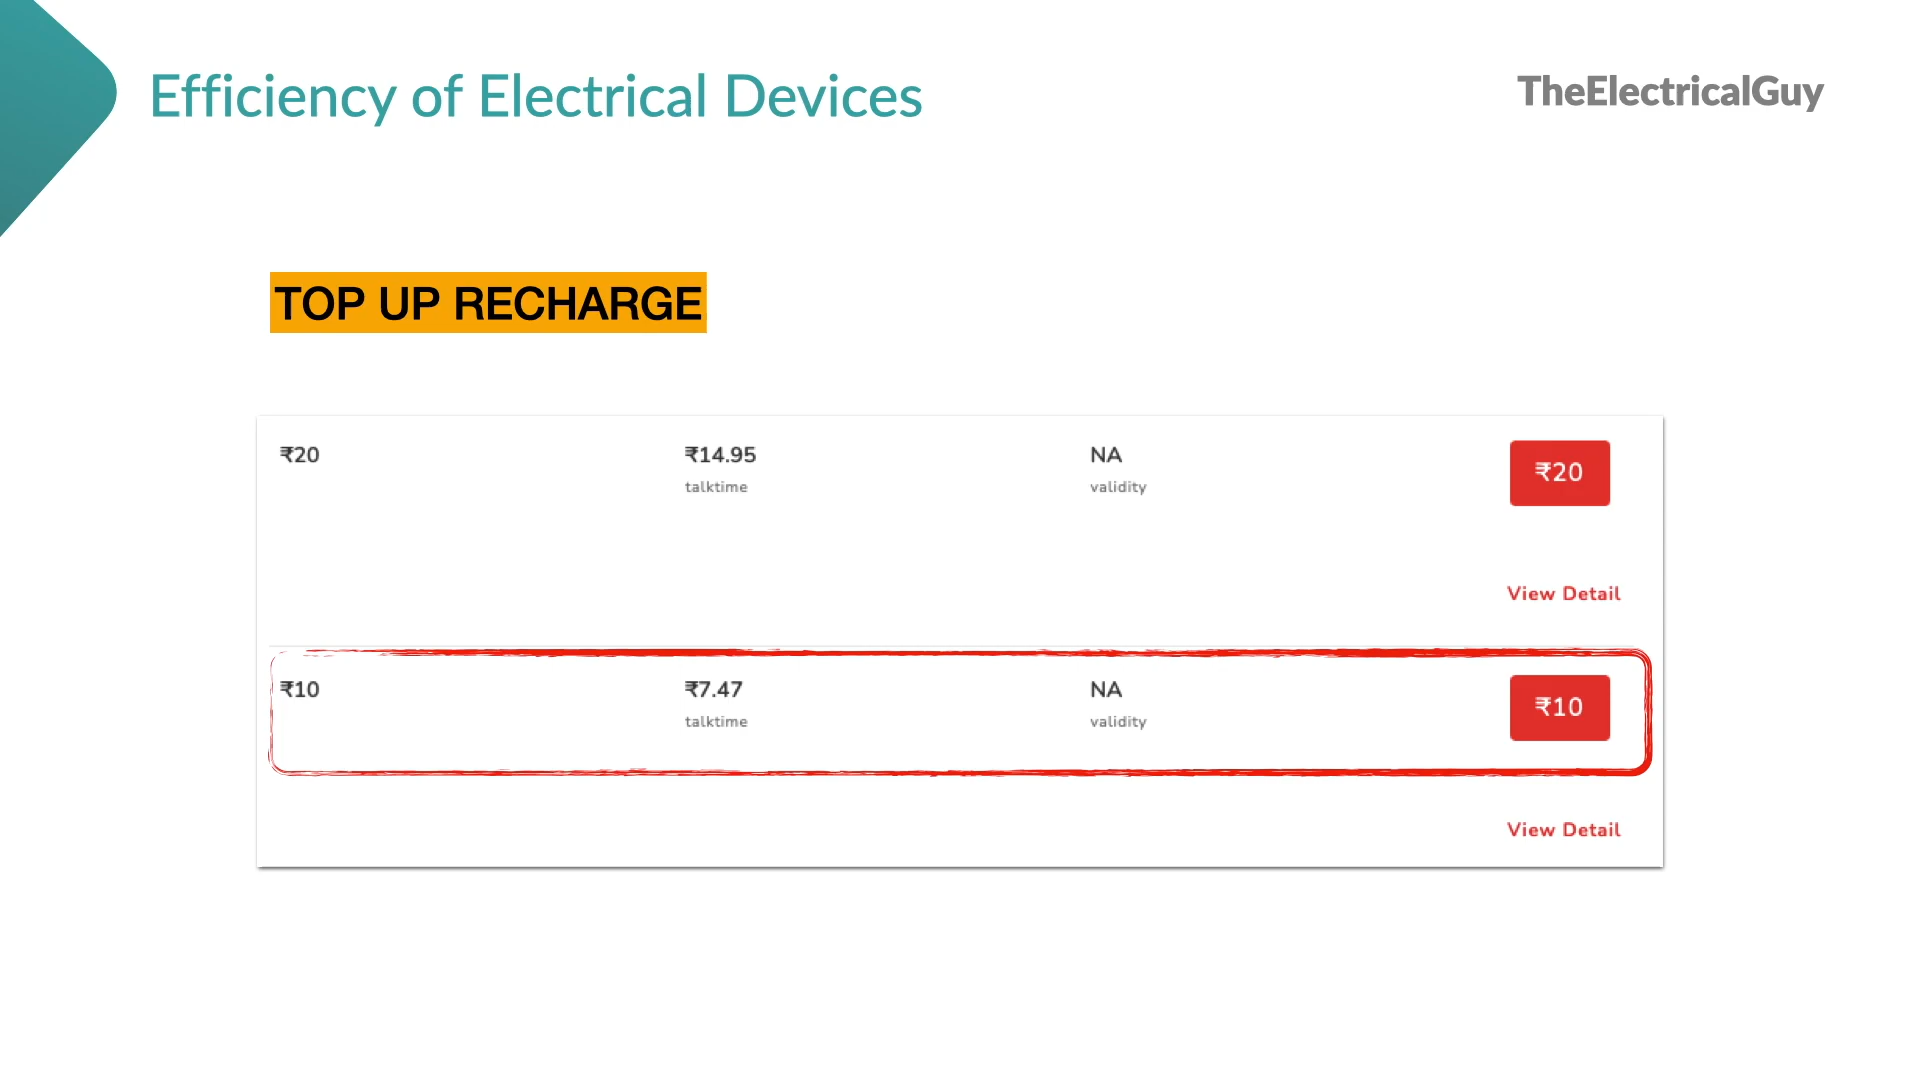 Efficiency of Electrical Devices
TheElectricalGuy
TOP UP RECHARGE
₹20 ₹14.95 NA ₹20
talktime validity
View Detail
₹10 ₹7.47 NA ₹10
talktime validity
View Detail